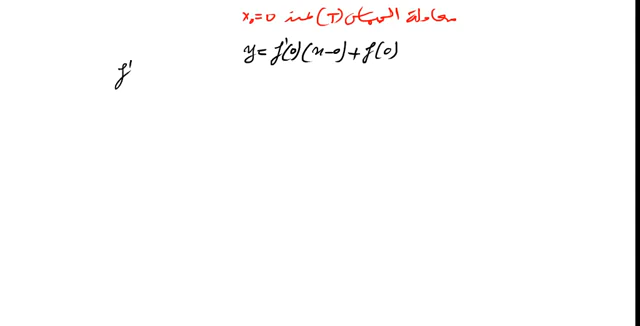 معادلة المماس (T) عند x₀=0
y = f'(0)(x-0)+f(0)
f'